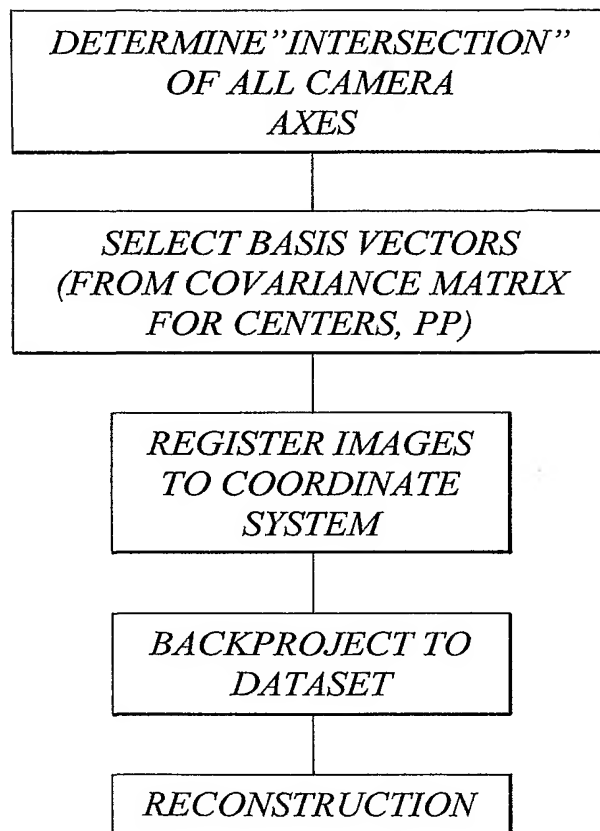 DETERMINE"INTERSECTION"
OF ALL CAMERA
AXES
SELECT BASIS VECTORS
(FROM COVARIANCE MATRIX
FOR CENTERS, PP)
REGISTER IMAGES
TO COORDINATE
SYSTEM
BACKPROJECT TO
DATASET
RECONSTRUCTION